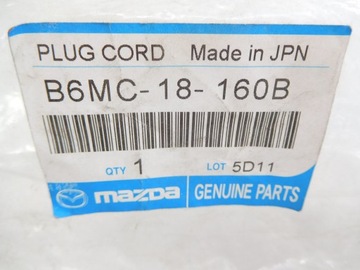 PLUG CORD Made in JPN
B6MC-18-160B
QTY 1 LOT 5D11
mazda GENUINE PARTS